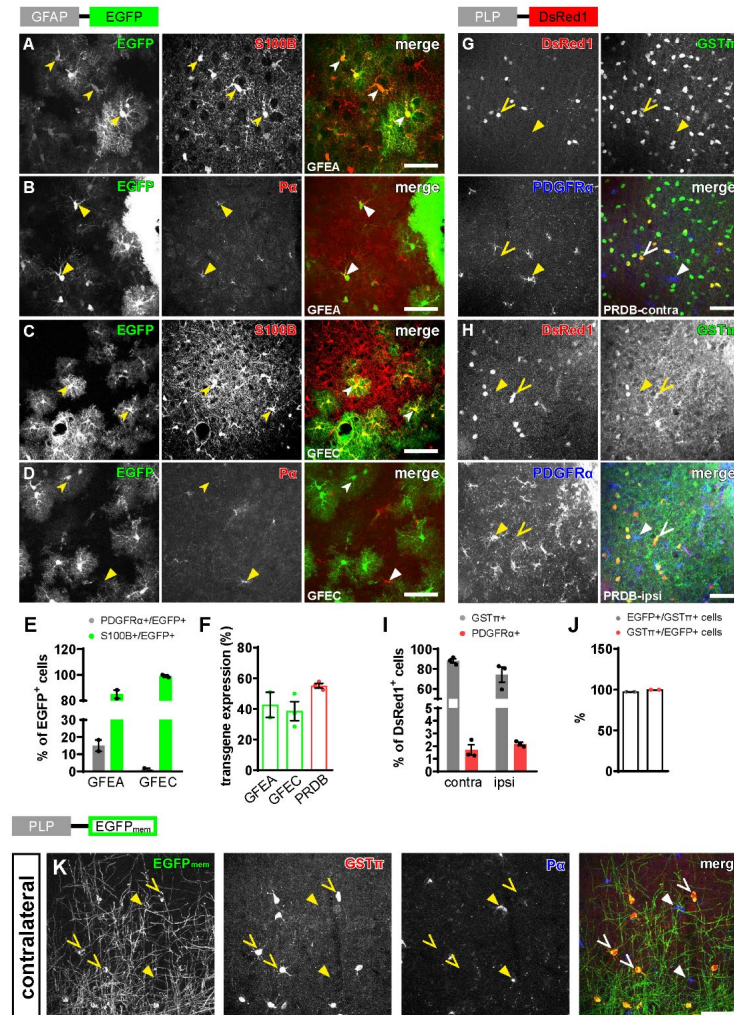 GFAP EGFP
A EGFP S100B merge
GFEA
B EGFP Pα merge
GFEA
C EGFP S100B merge
GFEC
D EGFP Pα merge
GFEC
PLP DsRed1
G DsRed1 GSTπ
PDGFRα merge
PRDB-contra
H DsRed1 GSTπ
PDGFRα merge
PRDB-ipsi
E
PDGFRα+/EGFP+
S100B+/EGFP+
% of EGFP+ cells
120
100
80
20
10
0
GFEA GFEC
F
transgene expression (%)
80
60
40
20
0
GFEA GFEC PRDB
I
GSTπ+
PDGFRα+
% of DsRed1+ cells
100
80
60
5
4
3
2
1
0
contra ipsi
J
EGFP+/GSTπ+ cells
GSTπ+/EGFP+ cells
%
150
100
50
0
PLP EGFPmem
contralateral
K EGFPmem GSTπ Pα merge